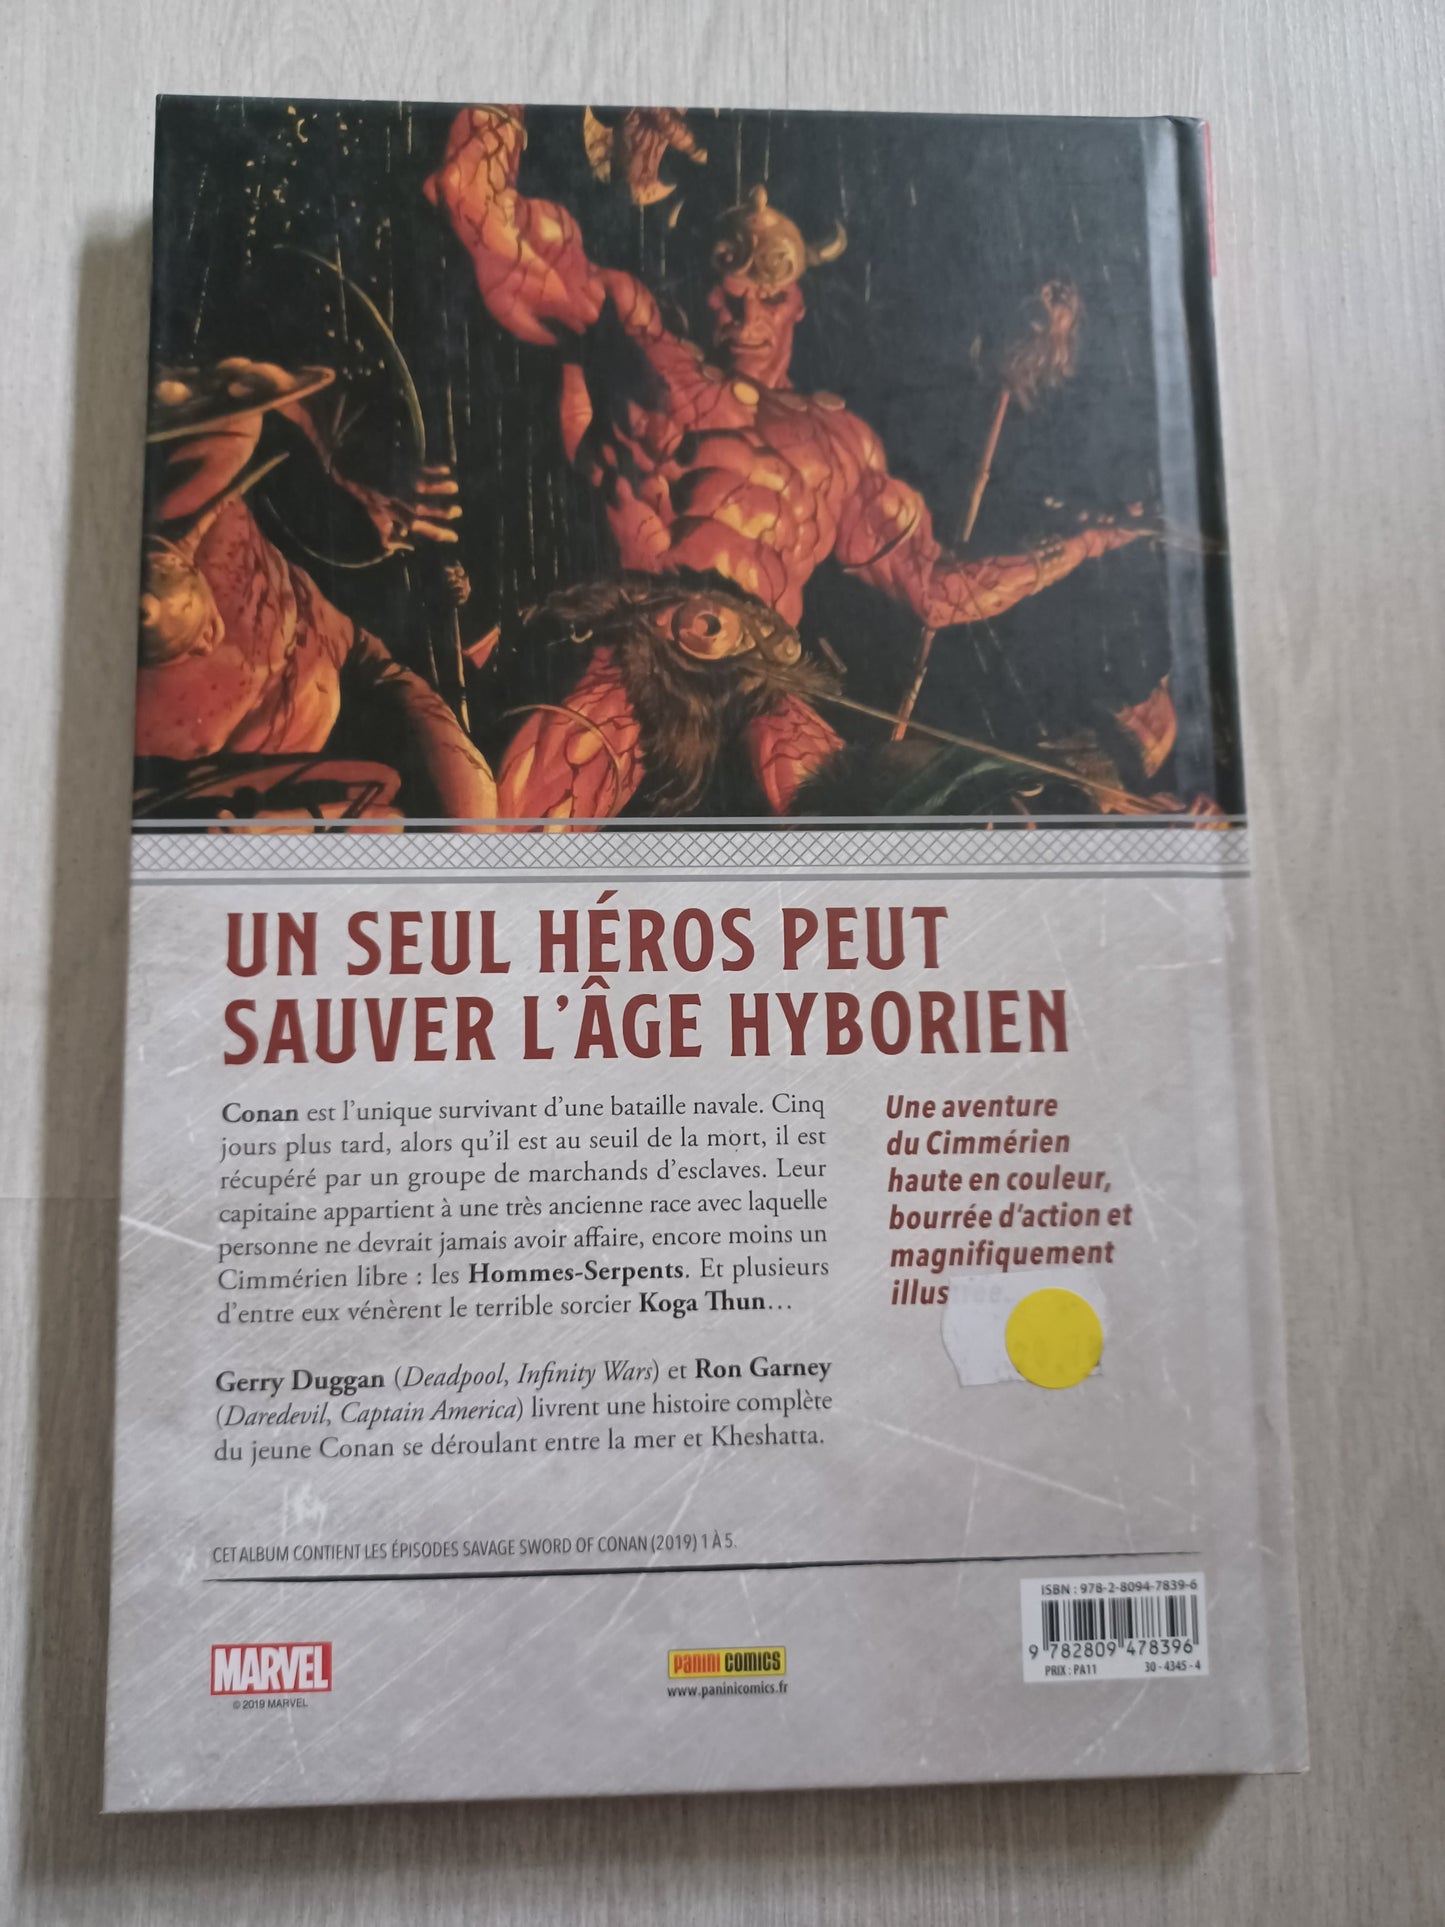 UN SEUL HÉROS PEUT
SAUVER L'ÂGE HYBORIEN
Conan est l'unique survivant d'une bataille navale. Cinq
jours plus tard, alors qu'il est au seuil de la mort, il est
récupéré par un groupe de marchands d'esclaves. Leur
capitaine appartient à une très ancienne race avec laquelle
personne ne devrait jamais avoir affaire, encore moins un
Cimmérien libre : les Hommes-Serpents. Et plusieurs
d'entre eux vénèrent le terrible sorcier Koga Thun...
Gerry Duggan (Deadpool, Infinity Wars) et Ron Garney
(Daredevil, Captain America) livrent une histoire complète
du jeune Conan se déroulant entre la mer et Kheshatta.
Une aventure
du Cimmérien
haute en couleur,
bourrée d'action et
magnifiquement
illustrée.
CET ALBUM CONTIENT LES ÉPISODES SAVAGE SWORD OF CONAN (2019) 1 À 5.
MARVEL
© 2019 MARVEL
PANINI COMICS
www.paninicomics.fr
ISBN : 978-2-8094-7839-6
9 782809 478396
PRIX : PA11 30 - 4345 - 4